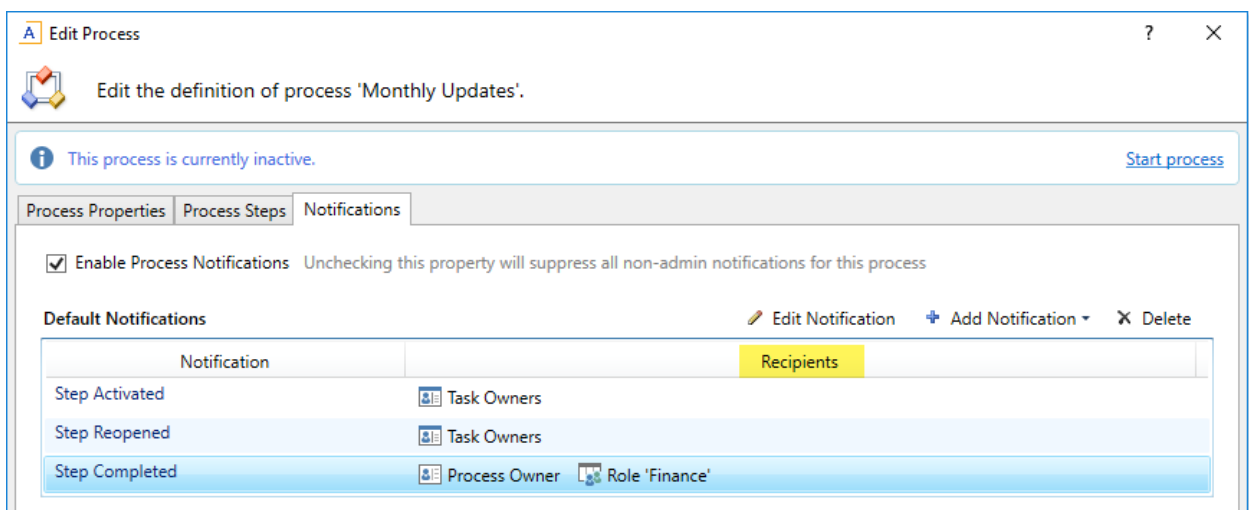 A Edit Process ?
Edit the definition of process 'Monthly Updates'.
This process is currently inactive. Start process
Process Properties Process Steps Notifications
Enable Process Notifications Unchecking this property will suppress all non-admin notifications for this process
Default Notifications Edit Notification Add Notification Delete
Notification Recipients
Step Activated Task Owners
Step Reopened Task Owners
Step Completed Process Owner Role 'Finance'